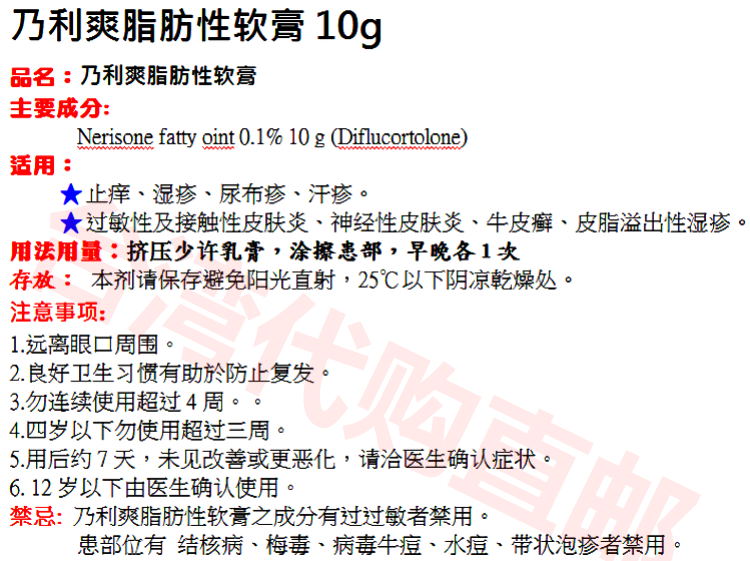 乃利爽脂肪性软膏 10g
品名：乃利爽脂肪性软膏
主要成分:
Nerisone fatty oint 0.1% 10 g (Diflucortolone)
适用：
★止痒、湿疹、尿布疹、汗疹。
★过敏性及接触性皮肤炎、神经性皮肤炎、牛皮癣、皮脂溢出性湿疹。
用法用量：挤压少许乳膏，涂擦患部，早晚各1次
存放： 本剂请保存避免阳光直射，25℃以下阴凉乾燥处。
注意事项:
1.远离眼口周围。
2.良好卫生习惯有助於防止复发。
3.勿连续使用超过 4 周。。
4.四岁以下勿使用超过三周。
5.用后约 7 天，未见改善或更恶化，请洽医生确认症状。
6. 12 岁以下由医生确认使用。
禁忌: 乃利爽脂肪性软膏之成分有过过敏者禁用。
患部位有 结核病、梅毒、病毒牛痘、水痘、带状泡疹者禁用。
台湾代购直邮